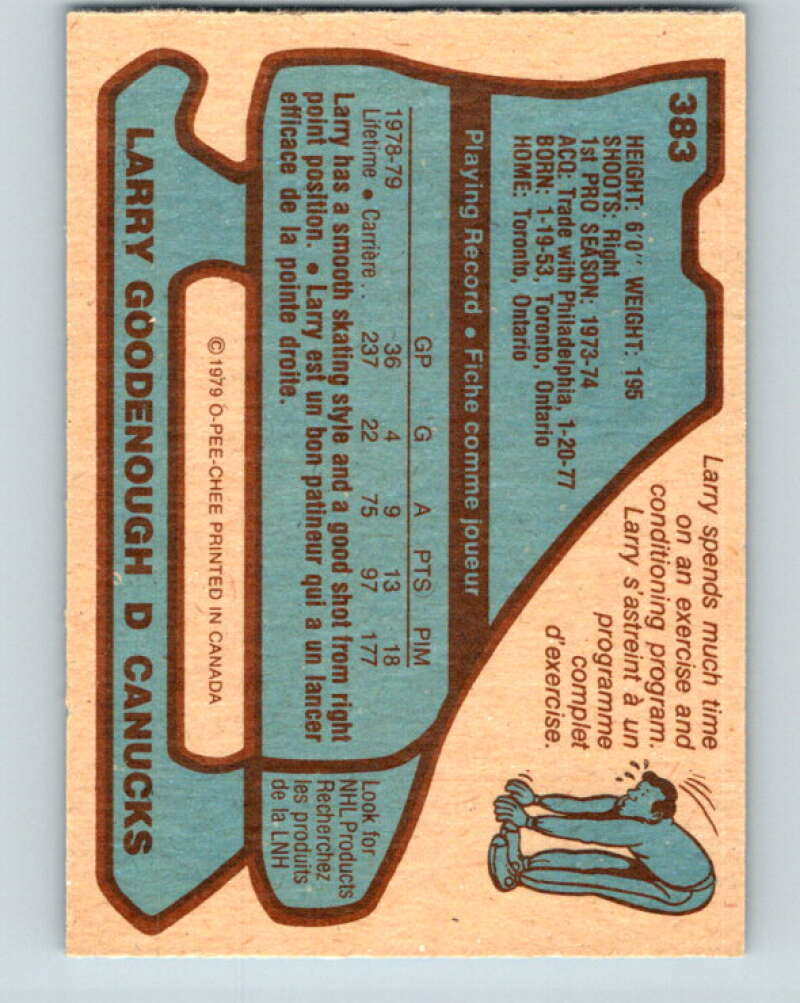 383
HEIGHT: 6'0" WEIGHT: 195
SHOOTS: Right
1st PRO SEASON: 1973-74
ACQ: Trade with Philadelphia, 1-20-77
BORN: 1-19-53, Toronto, Ontario
HOME: Toronto, Ontario
Larry spends much time
on an exercise and
conditioning program.
Larry s'astreint à un
programme
complet
d'exercise.
Playing Record • Fiche comme joueur
GP G A PTS PIM
1978-79 36 4 9 13 18
Lifetime • Carrière.. 237 22 75 97 177
Larry has a smooth skating style and a good shot from right
point position. • Larry est un bon patineur qui a un lancer
efficace de la pointe droite.
Look for
NHL Products
Recherchez
les produits
de la LNH
©1979 O-PEE-CHEE PRINTED IN CANADA
LARRY GOODENOUGH D CANUCKS